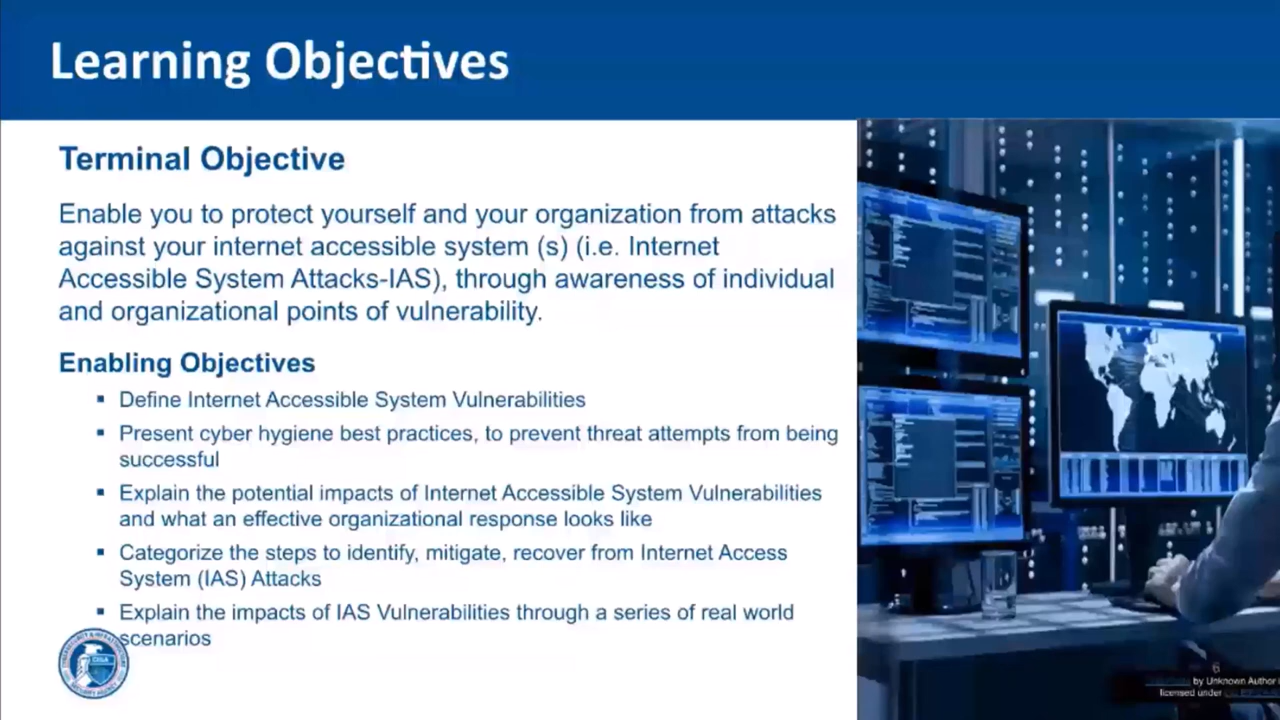 Learning Objectives
Terminal Objective
Enable you to protect yourself and your organization from attacks
against your internet accessible system (s) (i.e. Internet
Accessible System Attacks-IAS), through awareness of individual
and organizational points of vulnerability.
Enabling Objectives
▪ Define Internet Accessible System Vulnerabilities
▪ Present cyber hygiene best practices, to prevent threat attempts from being
successful
▪ Explain the potential impacts of Internet Accessible System Vulnerabilities
and what an effective organizational response looks like
▪ Categorize the steps to identify, mitigate, recover from Internet Access
System (IAS) Attacks
▪ Explain the impacts of IAS Vulnerabilities through a series of real world
scenarios
CISA
6
by Unknown Author
licensed under